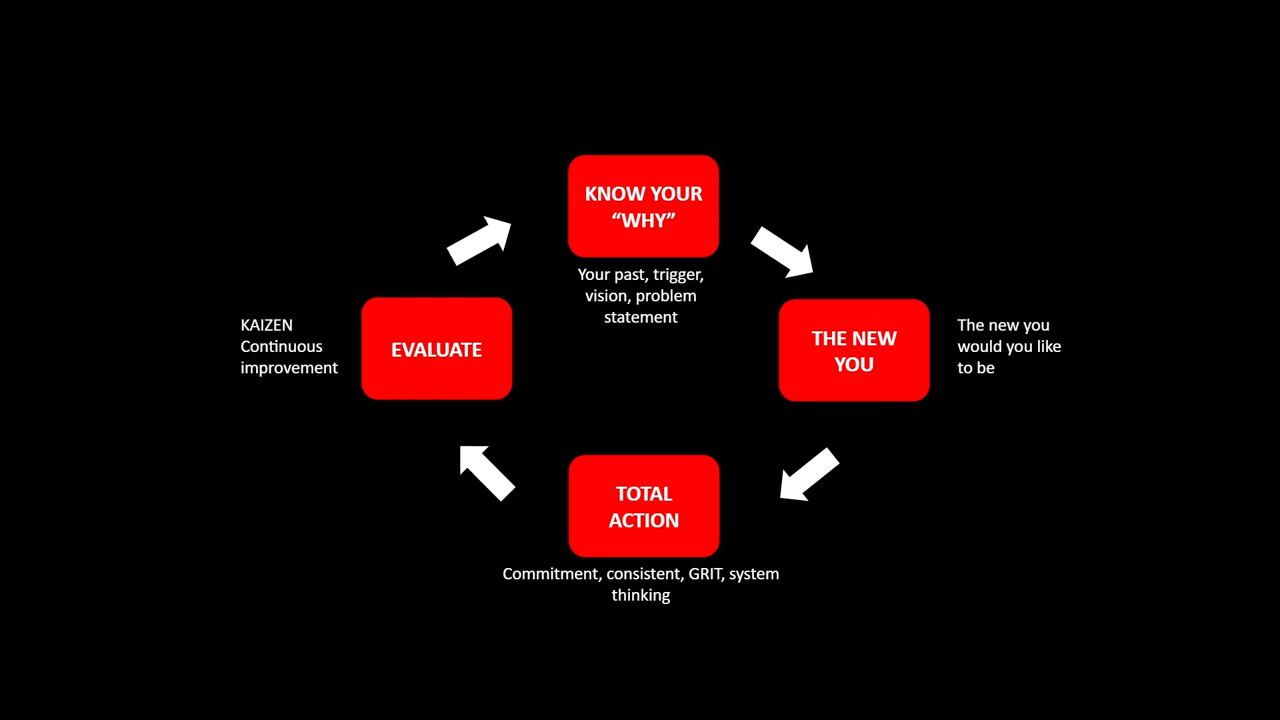 KNOW YOUR
“WHY”
Your past, trigger,
vision, problem
statement
THE NEW
YOU
The new you
would you like
to be
TOTAL
ACTION
Commitment, consistent, GRIT, system
thinking
EVALUATE
KAIZEN
Continuous
improvement